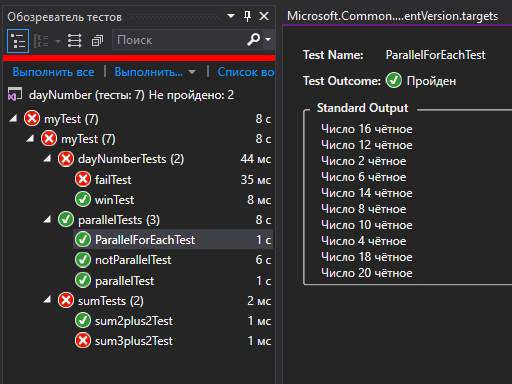 Обозреватель тестов
Поиск
Выполнить все | Выполнить... | Список во
dayNumber (тесты: 7) Не пройдено: 2
myTest (7) 8 с
myTest (7) 8 с
dayNumberTests (2) 44 мс
failTest 35 мс
winTest 8 мс
parallelTests (3) 8 с
ParallelForEachTest 1 с
notParallelTest 6 с
parallelTest 1 с
sumTests (2) 2 мс
sum2plus2Test 1 мс
sum3plus2Test 1 мс
Microsoft.Common....entVersion.targets
Test Name: ParallelForEachTest
Test Outcome: Пройден
Standard Output
Число 16 чётное
Число 12 чётное
Число 2 чётное
Число 6 чётное
Число 14 чётное
Число 8 чётное
Число 10 чётное
Число 4 чётное
Число 18 чётное
Число 20 чётное